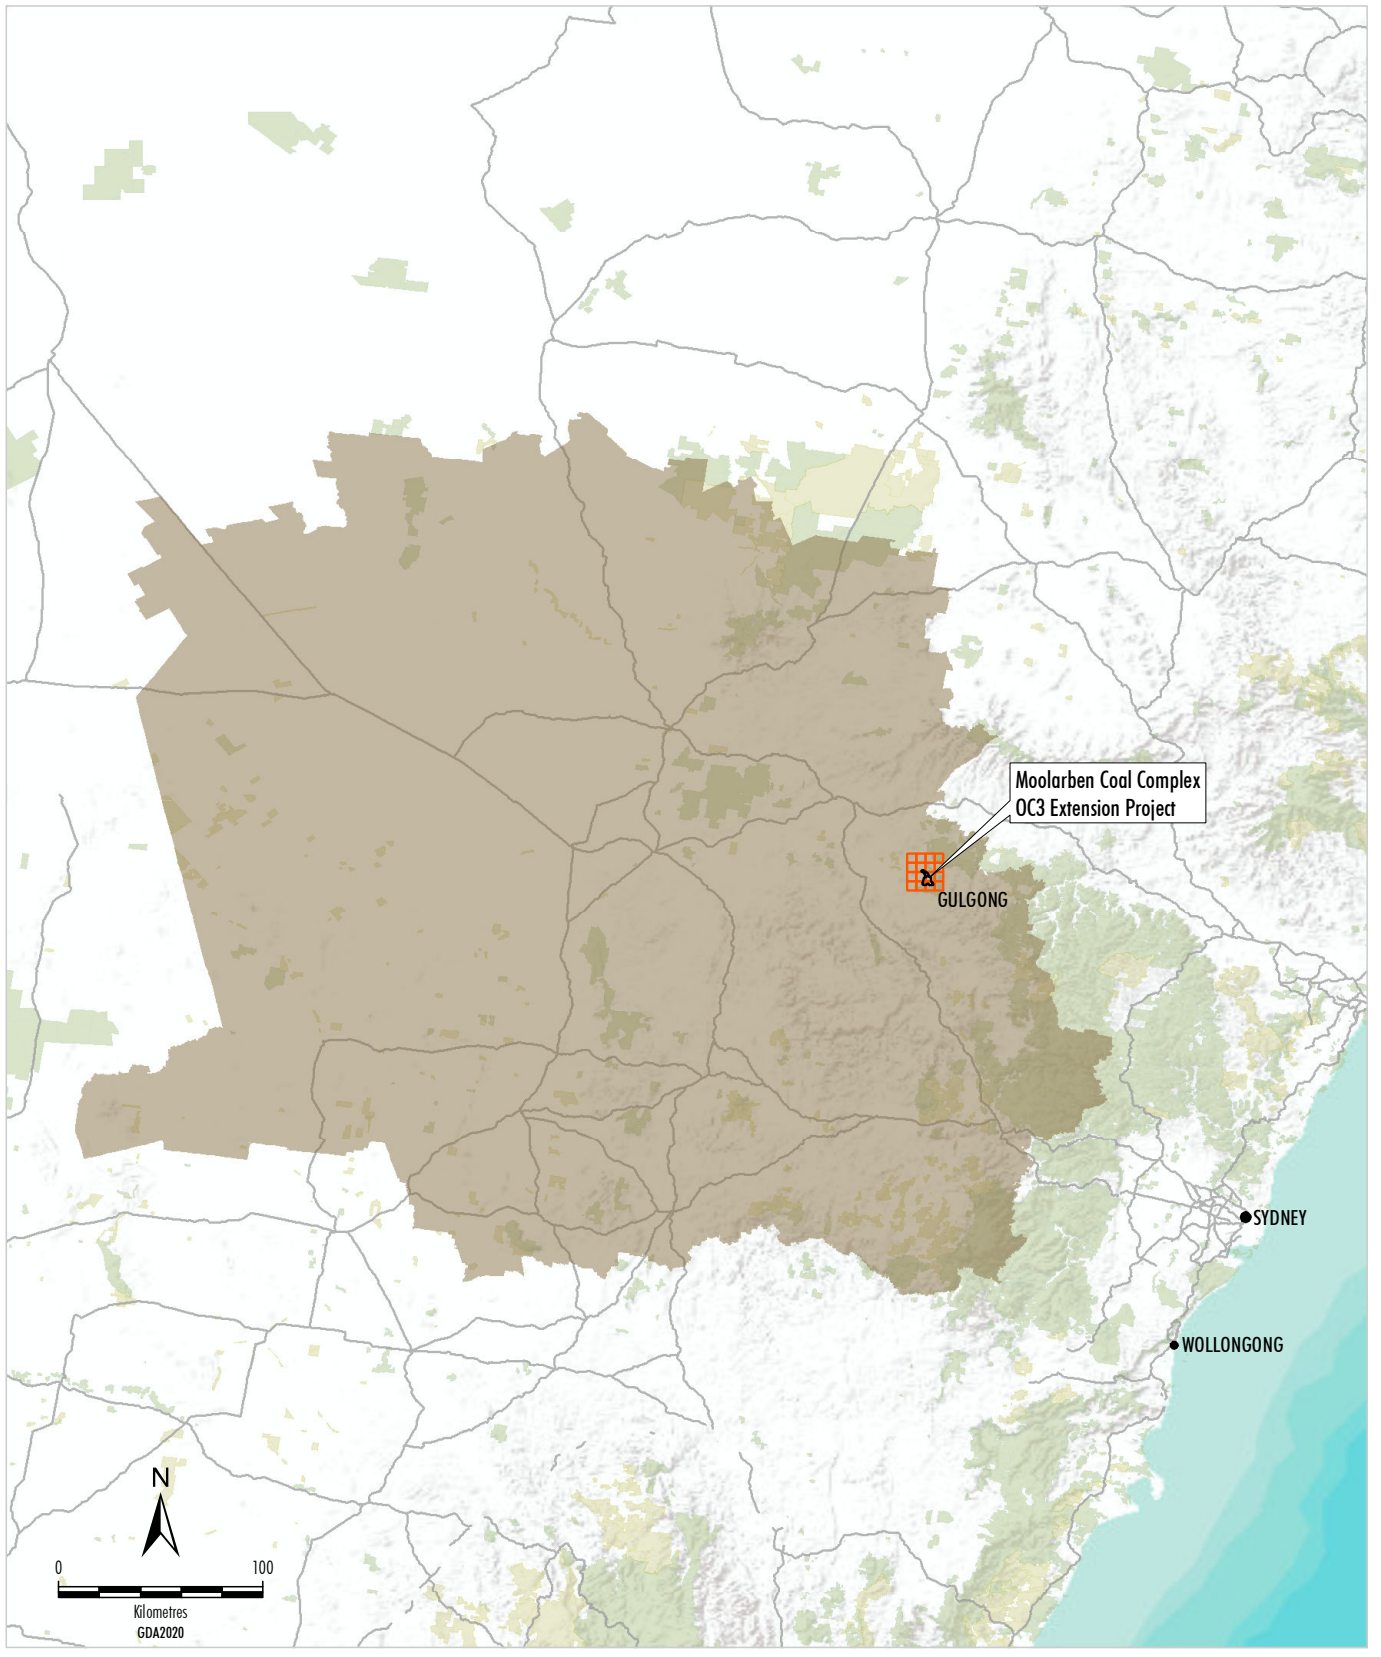 Moolarben Coal Complex
OC3 Extension Project
GULGONG
SYDNEY
WOLLONGONG
N
0 100
Kilometres
GDA2020